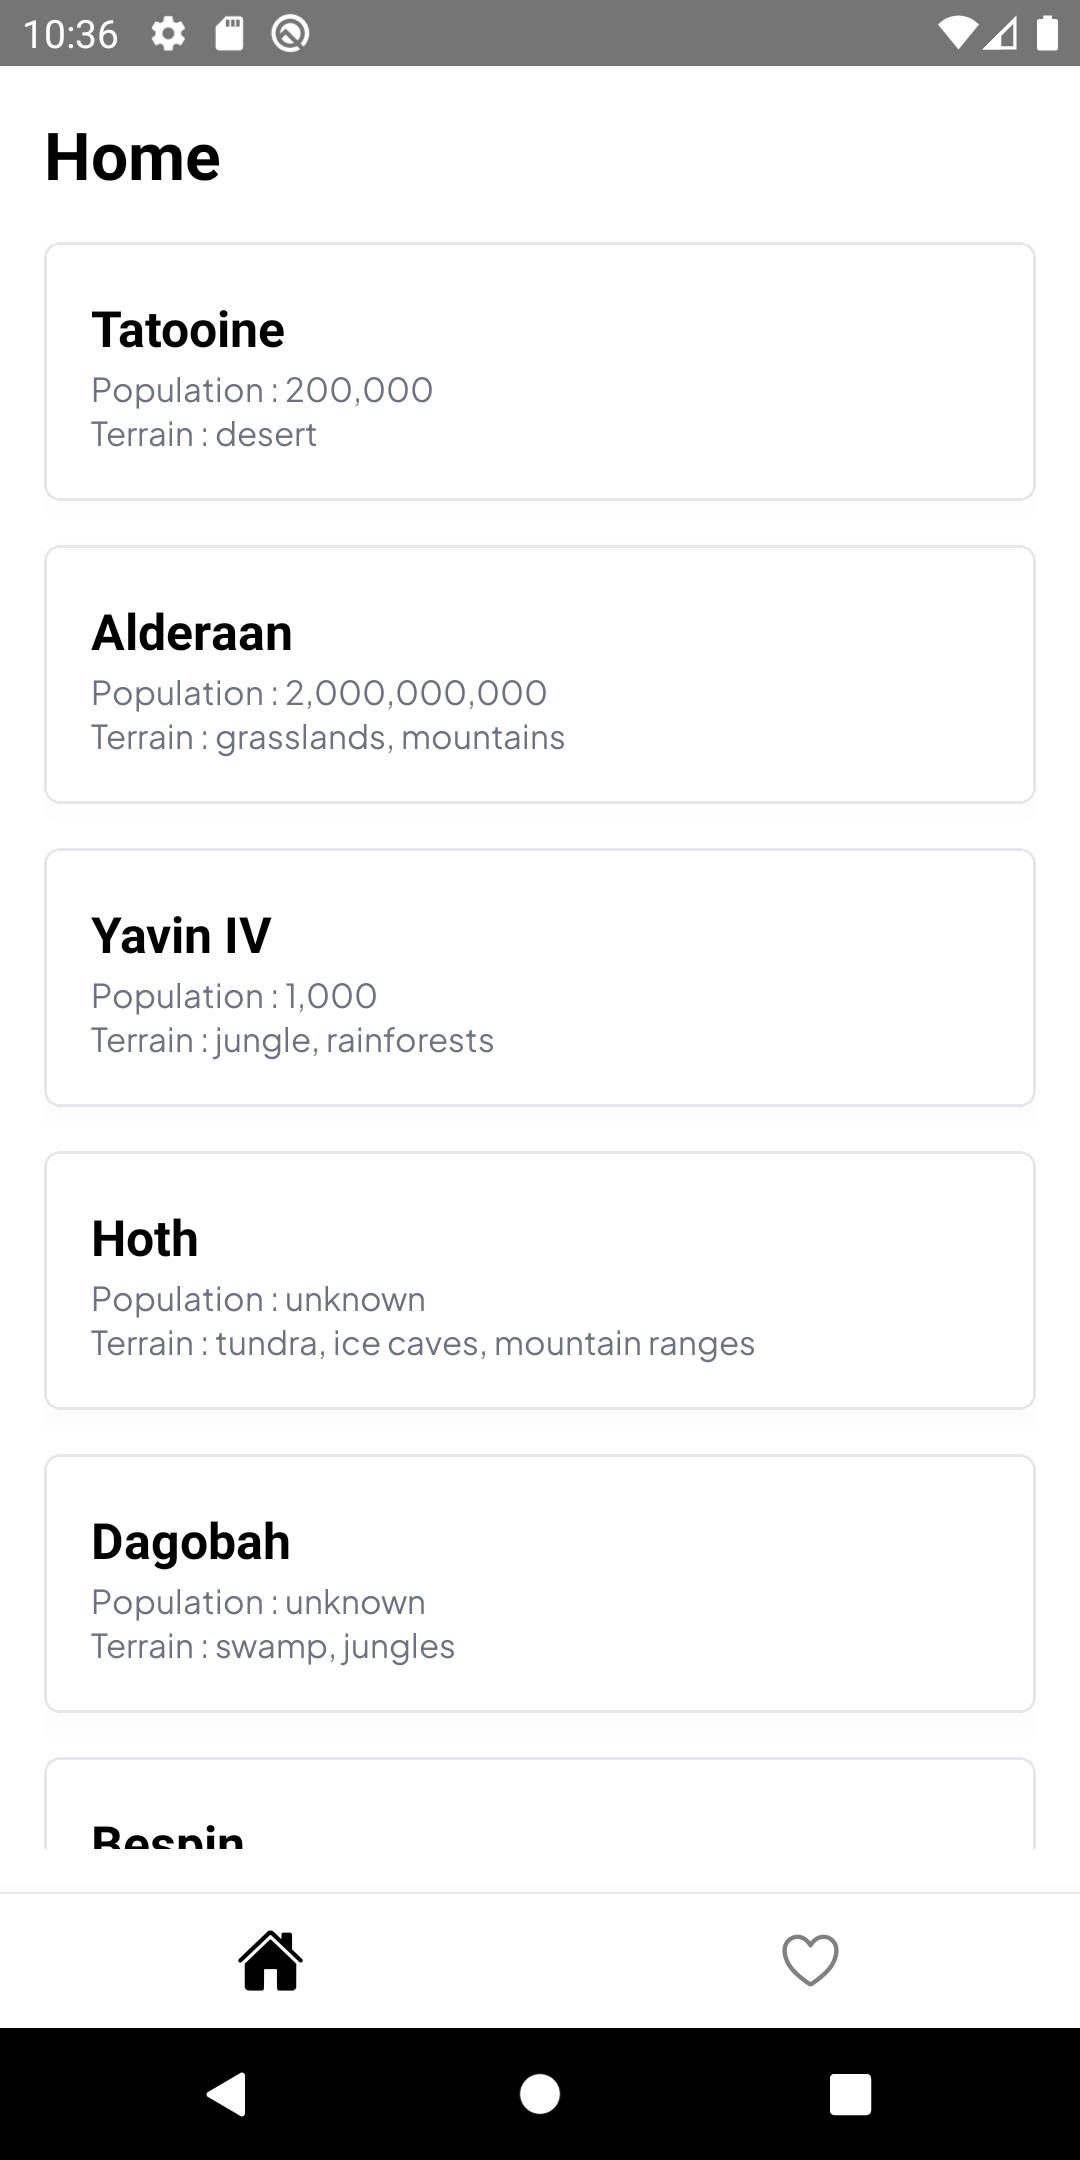 10:36
Home
Tatooine
Population : 200,000
Terrain : desert
Alderaan
Population : 2,000,000,000
Terrain : grasslands, mountains
Yavin IV
Population : 1,000
Terrain : jungle, rainforests
Hoth
Population : unknown
Terrain : tundra, ice caves, mountain ranges
Dagobah
Population : unknown
Terrain : swamp, jungles
Bespin